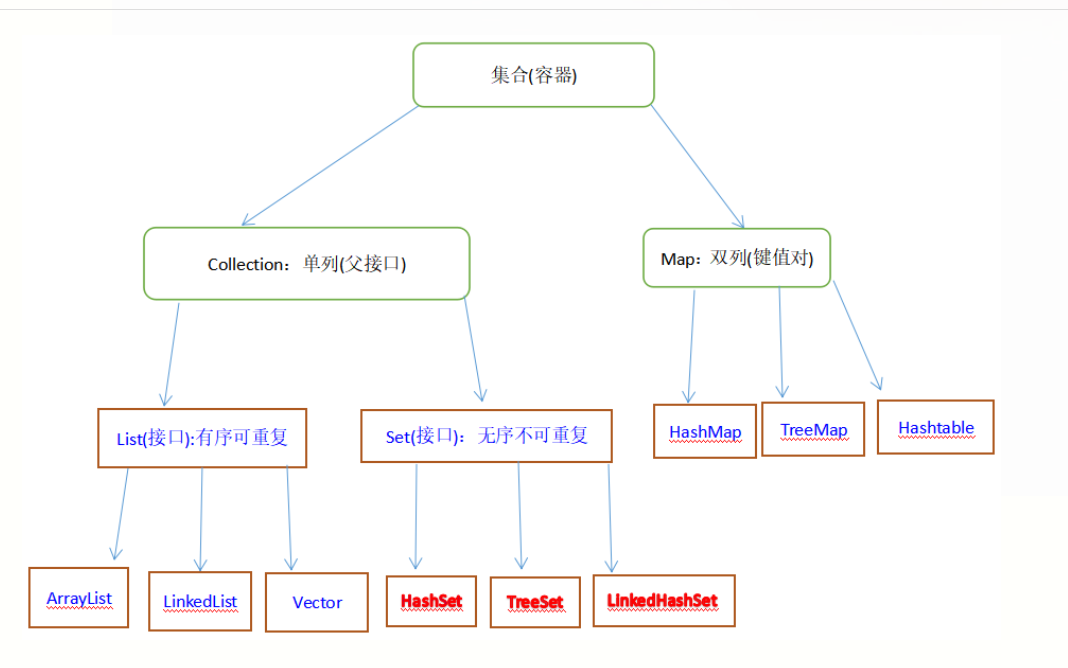 集合(容器)
Collection：单列(父接口)
Map：双列(键值对)
List(接口):有序可重复
Set(接口)：无序不可重复
HashMap
TreeMap
Hashtable
ArrayList
LinkedList
Vector
HashSet
TreeSet
LinkedHashSet